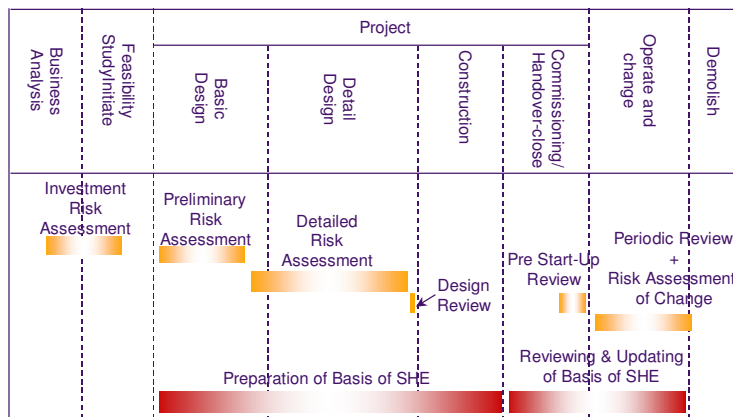 Project
Business
Analysis
Feasibility
StudyInitiate
Basic
Design
Detail
Design
Construction
Commissioning/
Handover-close
Operate and
change
Demolish
Investment
Risk
Assessment
Preliminary
Risk
Assessment
Detailed
Risk
Assessment
Design
Review
Pre Start-Up
Review
Periodic Review
+
Risk Assessment
of Change
Preparation of Basis of SHE
Reviewing & Updating
of Basis of SHE